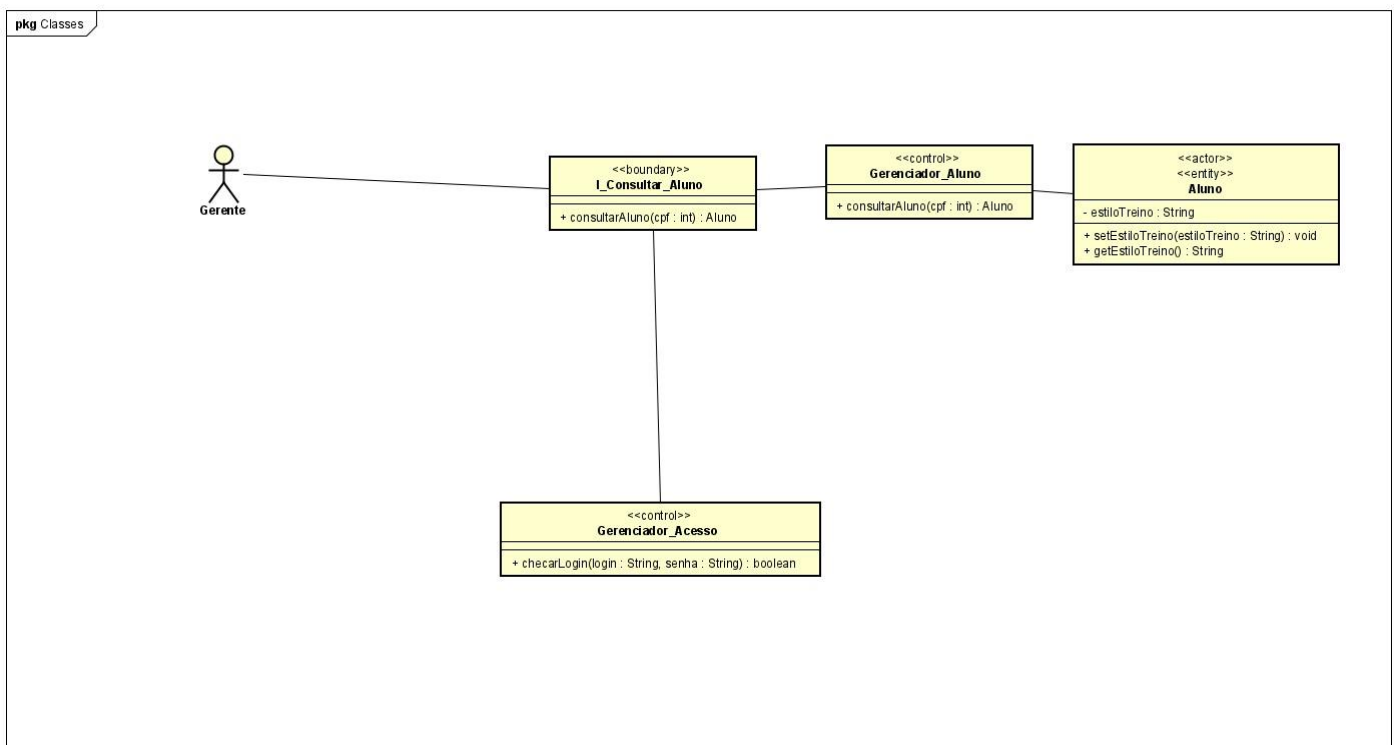 pkg Classes
Gerente
<<boundary>>
I_Consultar_Aluno
+ consultarAluno(cpf : int) : Aluno
<<control>>
Gerenciador_Aluno
+ consultarAluno(cpf : int) : Aluno
<<actor>>
<<entity>>
Aluno
- estiloTreino : String
+ setEstiloTreino(estiloTreino : String) : void
+ getEstiloTreino() : String
<<control>>
Gerenciador_Acesso
+ checarLogin(login : String, senha : String) : boolean